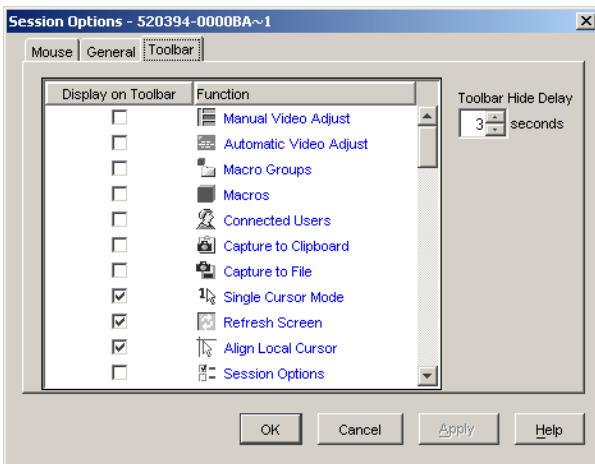 Session Options - 520394-0000BA~1
Mouse General Toolbar
Display on Toolbar Function
Toolbar Hide Delay
3 seconds
Manual Video Adjust
Automatic Video Adjust
Macro Groups
Macros
Connected Users
Capture to Clipboard
Capture to File
1 Single Cursor Mode
Refresh Screen
Align Local Cursor
Session Options
OK Cancel Apply Help